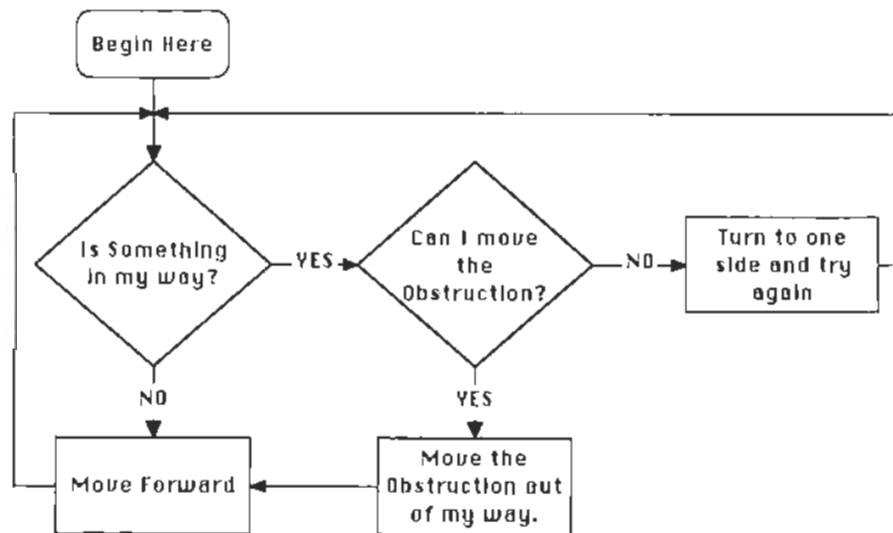 Begin Here
Is Something
in my way?
YES
Can I move
the
Obstruction?
NO
Turn to one
side and try
again
NO
YES
Move Forward
Move the
Obstruction out
of my way.